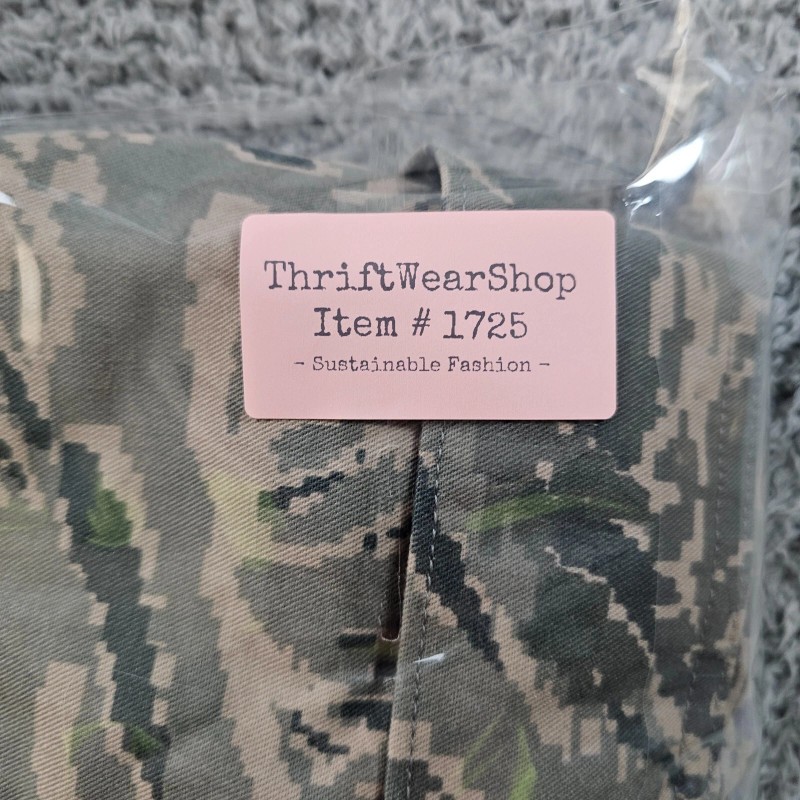 ThriftWearShop
Item # 1725
- Sustainable Fashion -